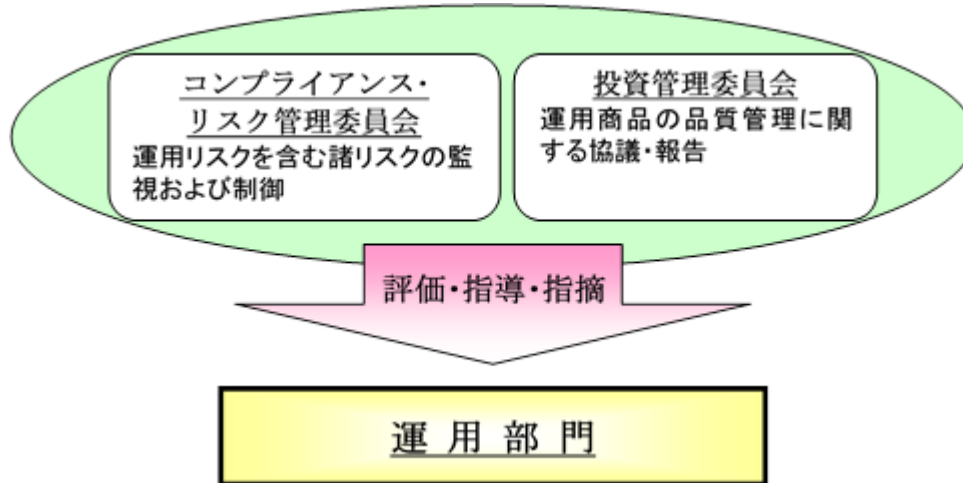 コンプライアンス・
リスク管理委員会
運用リスクを含む諸リスクの監
視および制御
投資管理委員会
運用商品の品質管理に関
する協議・報告
評価・指導・指摘
運用部門